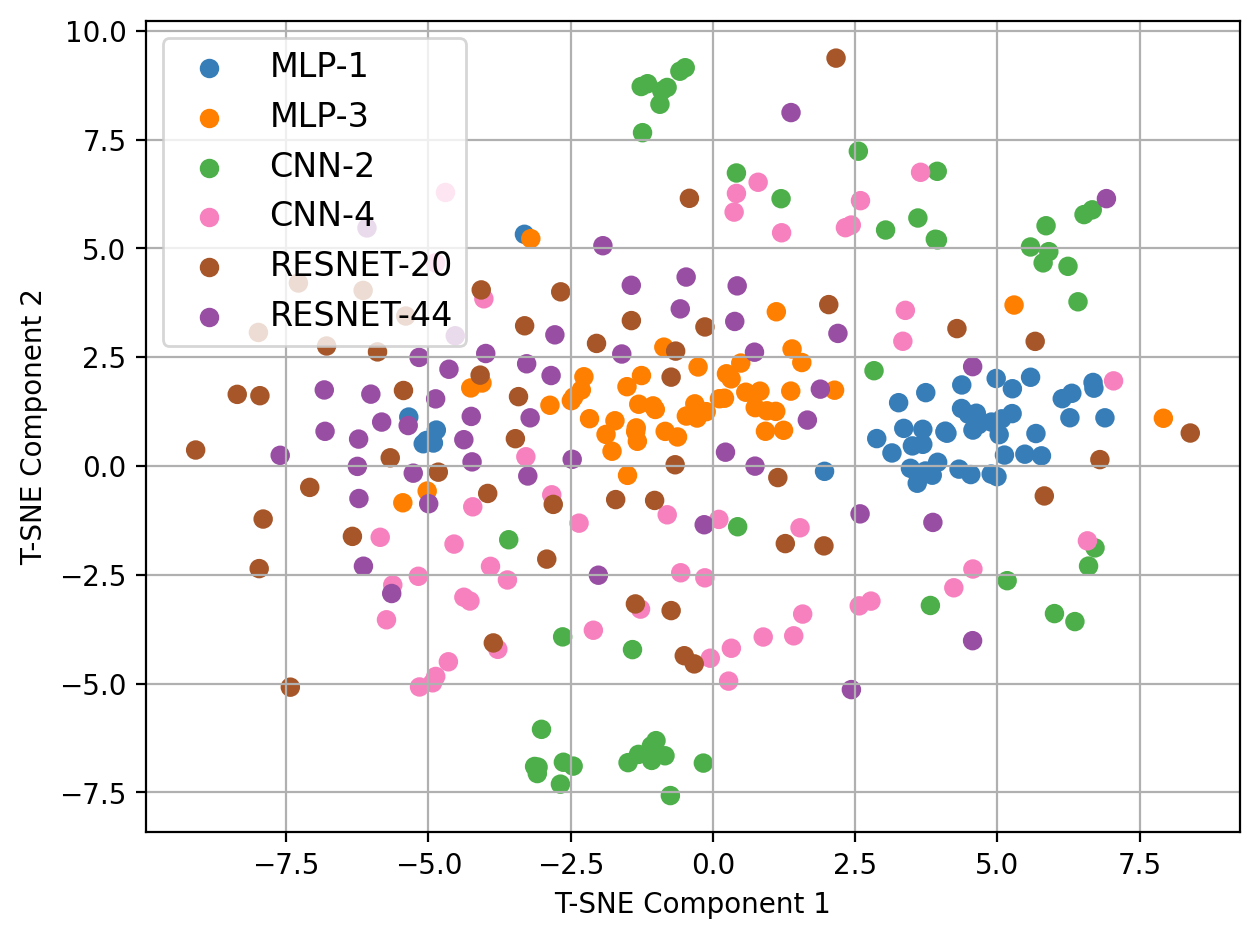 10.0
7.5
5.0
2.5
0.0
−2.5
−5.0
−7.5
T-SNE Component 2
MLP-1
MLP-3
CNN-2
CNN-4
RESNET-20
RESNET-44
−7.5 −5.0 −2.5 0.0 2.5 5.0 7.5
T-SNE Component 1